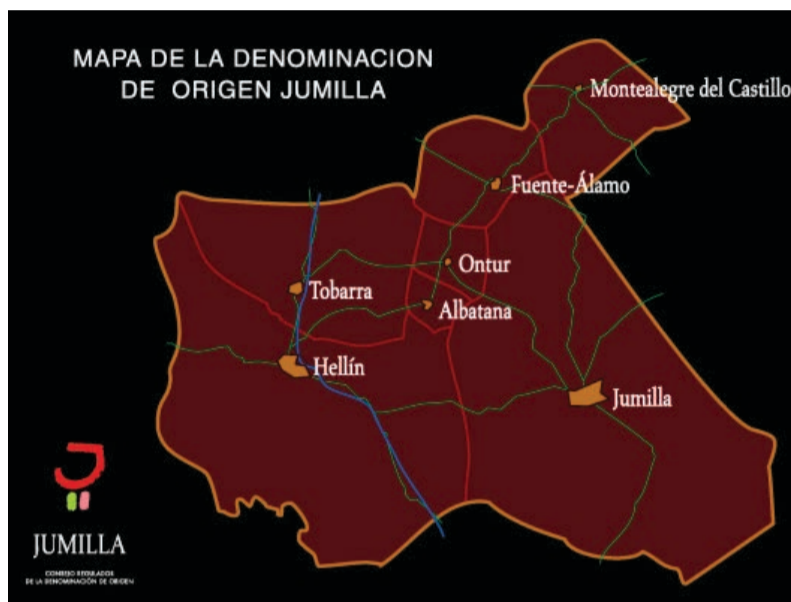 MAPA DE LA DENOMINACION
DE ORIGEN JUMILLA
Montealegre del Castillo
Fuente-Álamo
Ontur
Tobarra
Albatana
Hellín
Jumilla
JUMILLA
CONSEJO REGULADOR
DE LA DENOMINACIÓN DE ORIGEN